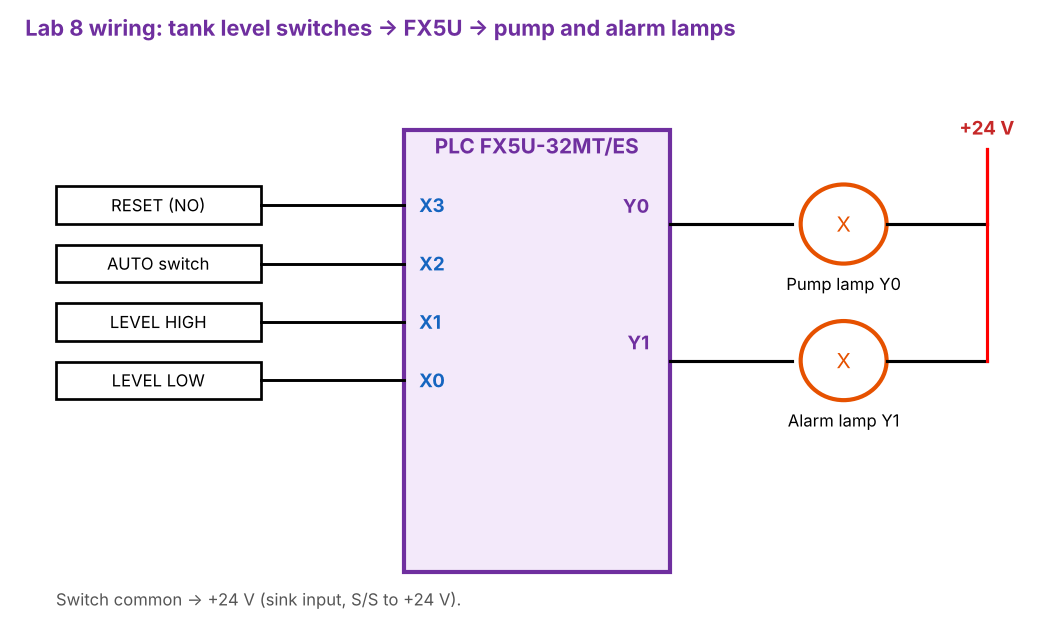 Lab 8 wiring: tank level switches → FX5U → pump and alarm lamps
+24 V
PLC FX5U-32MT/ES
RESET (NO)
X3
Y0
X
AUTO switch
X2
Pump lamp Y0
LEVEL HIGH
X1
Y1
X
LEVEL LOW
X0
Alarm lamp Y1
Switch common → +24 V (sink input, S/S to +24 V).